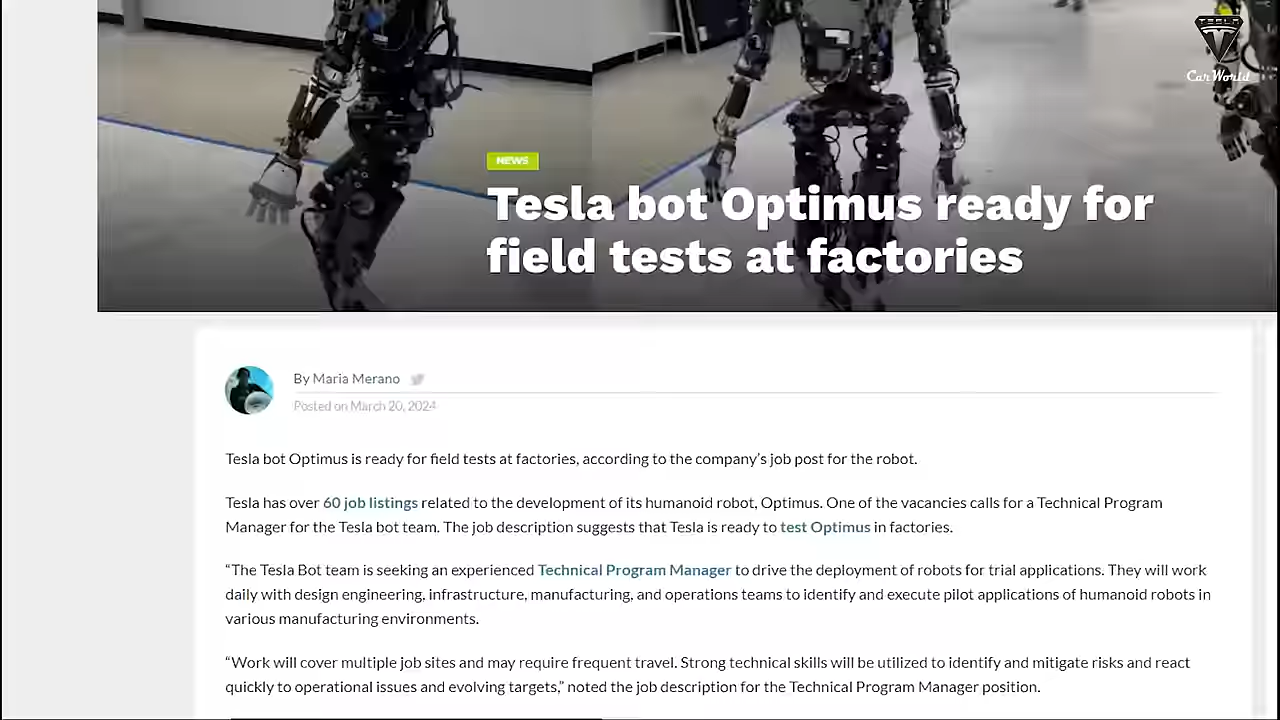 TESLA
Car World
NEWS
Tesla bot Optimus ready for
field tests at factories
By Maria Merano
Posted on March 20, 2024
Tesla bot Optimus is ready for field tests at factories, according to the company’s job post for the robot.
Tesla has over 60 job listings related to the development of its humanoid robot, Optimus. One of the vacancies calls for a Technical Program
Manager for the Tesla bot team. The job description suggests that Tesla is ready to test Optimus in factories.
“The Tesla Bot team is seeking an experienced Technical Program Manager to drive the deployment of robots for trial applications. They will work
daily with design engineering, infrastructure, manufacturing, and operations teams to identify and execute pilot applications of humanoid robots in
various manufacturing environments.
“Work will cover multiple job sites and may require frequent travel. Strong technical skills will be utilized to identify and mitigate risks and react
quickly to operational issues and evolving targets,” noted the job description for the Technical Program Manager position.